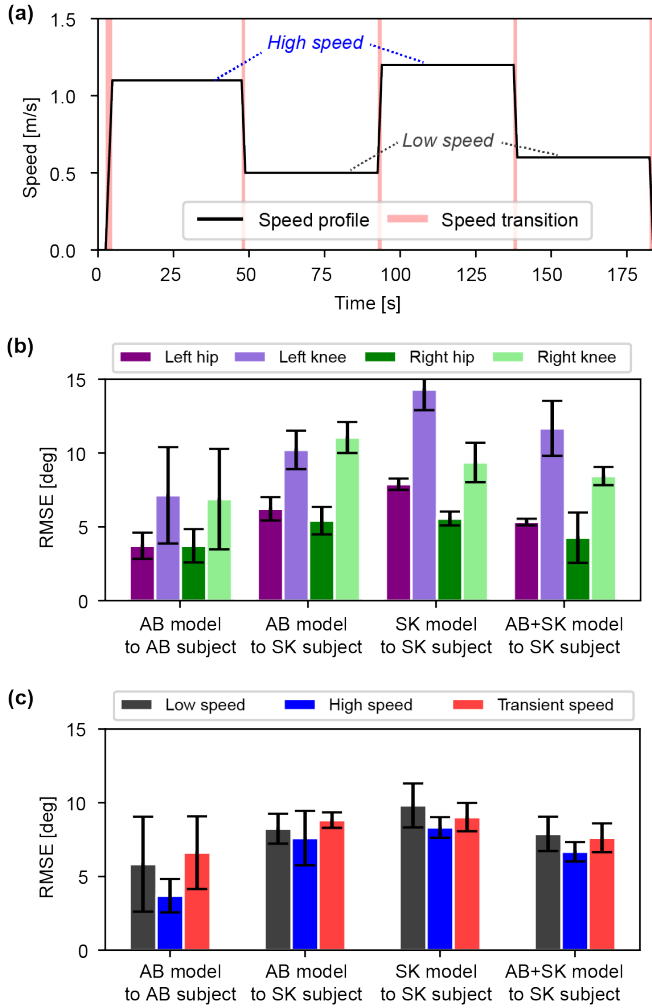 (a)
1.5
1.0
0.5
0.0
Speed [m/s]
High speed
Low speed
Speed profile Speed transition
0 25 50 75 100 125 150 175
Time [s]
(b)
Left hip Left knee Right hip Right knee
15
10
5
0
RMSE [deg]
AB model AB model SK model AB+SK model
to AB subject to SK subject to SK subject to SK subject
(c)
Low speed High speed Transient speed
15
10
5
0
RMSE [deg]
AB model AB model SK model AB+SK model
to AB subject to SK subject to SK subject to SK subject